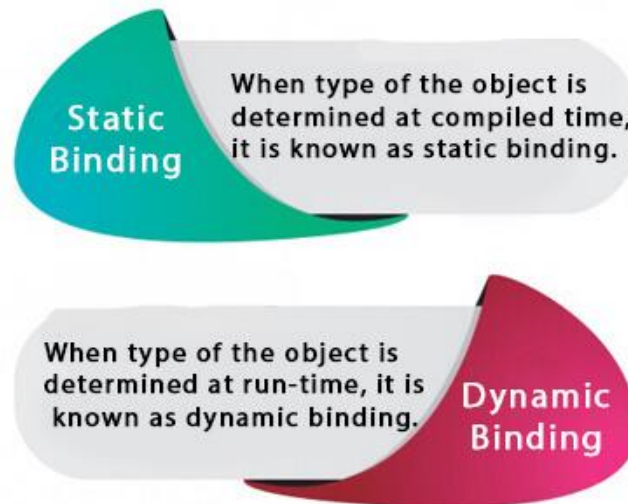 Static
Binding
When type of the object is
determined at compiled time,
it is known as static binding.
When type of the object is
determined at run-time, it is
known as dynamic binding.
Dynamic
Binding